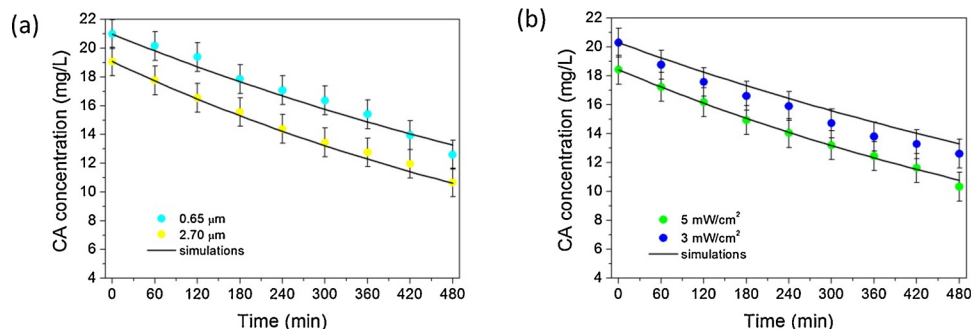 (a)
CA concentration (mg/L)
22
20
18
16
14
12
10
8
6
4
0.65 μm
2.70 μm
simulations
0 60 120 180 240 300 360 420 480
Time (min)
(b)
CA concentration (mg/L)
22
20
18
16
14
12
10
8
6
4
5 mW/cm²
3 mW/cm²
simulations
0 60 120 180 240 300 360 420 480
Time (min)